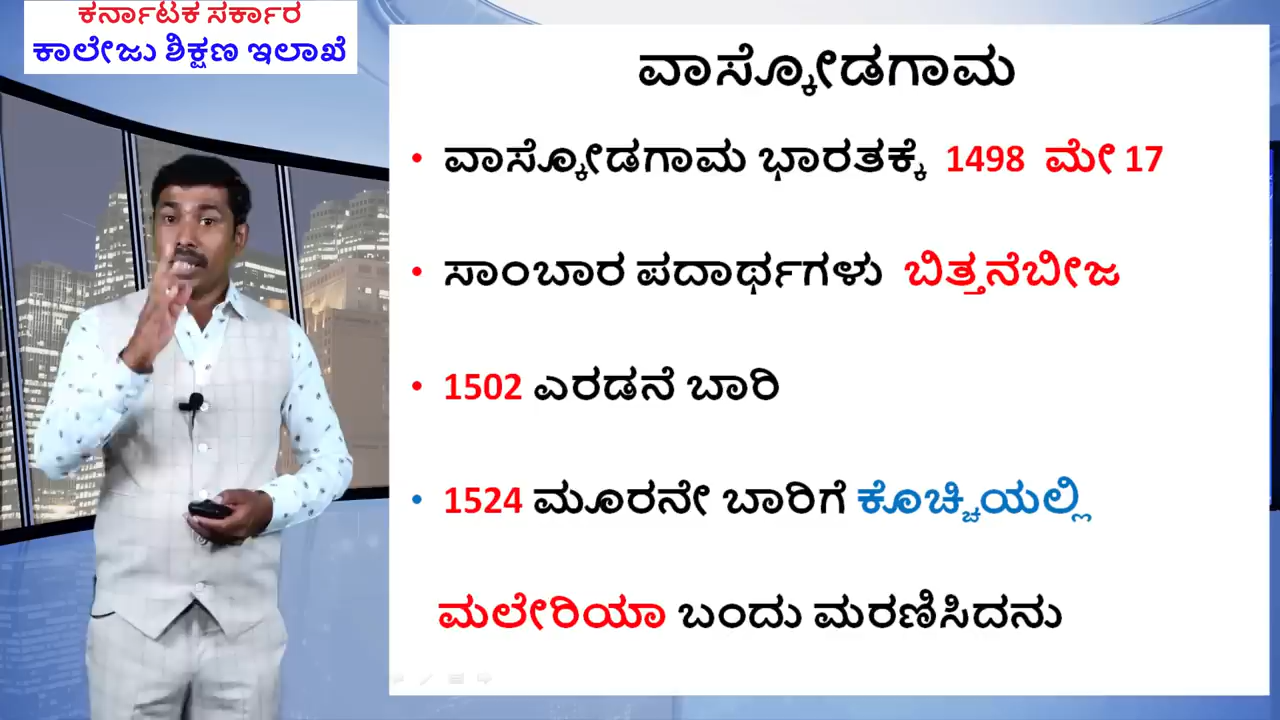 ಕರ್ನಾಟಕ ಸರ್ಕಾರ
ಕಾಲೇಜು ಶಿಕ್ಷಣ ಇಲಾಖೆ
ವಾಸ್ಕೋಡಗಾಮ
• ವಾಸ್ಕೋಡಗಾಮ ಭಾರತಕ್ಕೆ 1498 ಮೇ 17
• ಸಾಂಬಾರ ಪದಾರ್ಥಗಳು ಬಿತ್ತನೆಬೀಜ
• 1502 ಎರಡನೆ ಬಾರಿ
• 1524 ಮೂರನೇ ಬಾರಿಗೆ ಕೊಚ್ಚಿಯಲ್ಲಿ
ಮಲೇರಿಯಾ ಬಂದು ಮರಣಿಸಿದನು